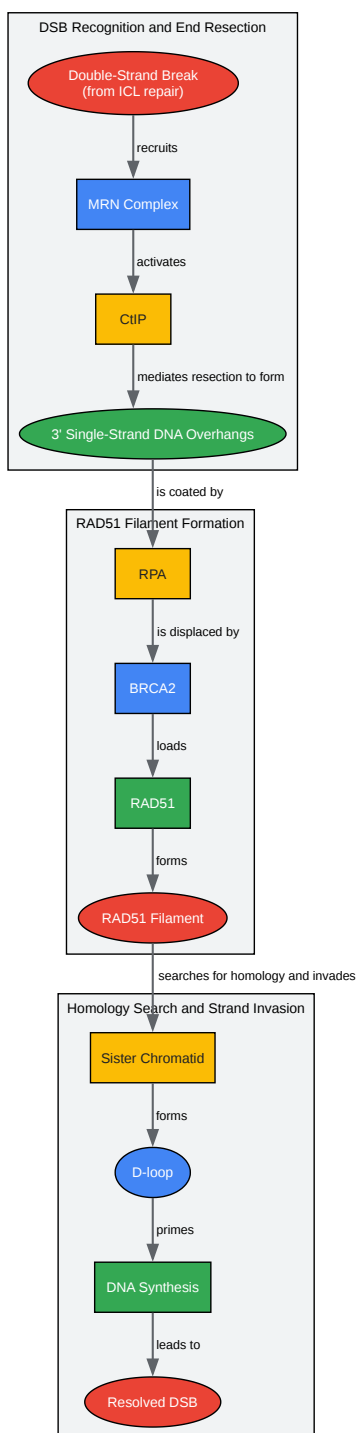 DSB Recognition and End Resection
Double-Strand Break
(from ICL repair)
recruits
MRN Complex
activates
CtIP
mediates resection to form
3' Single-Strand DNA Overhangs
is coated by
RAD51 Filament Formation
RPA
is displaced by
BRCA2
loads
RAD51
forms
RAD51 Filament
searches for homology and invades
Homology Search and Strand Invasion
Sister Chromatid
forms
D-loop
primes
DNA Synthesis
leads to
Resolved DSB